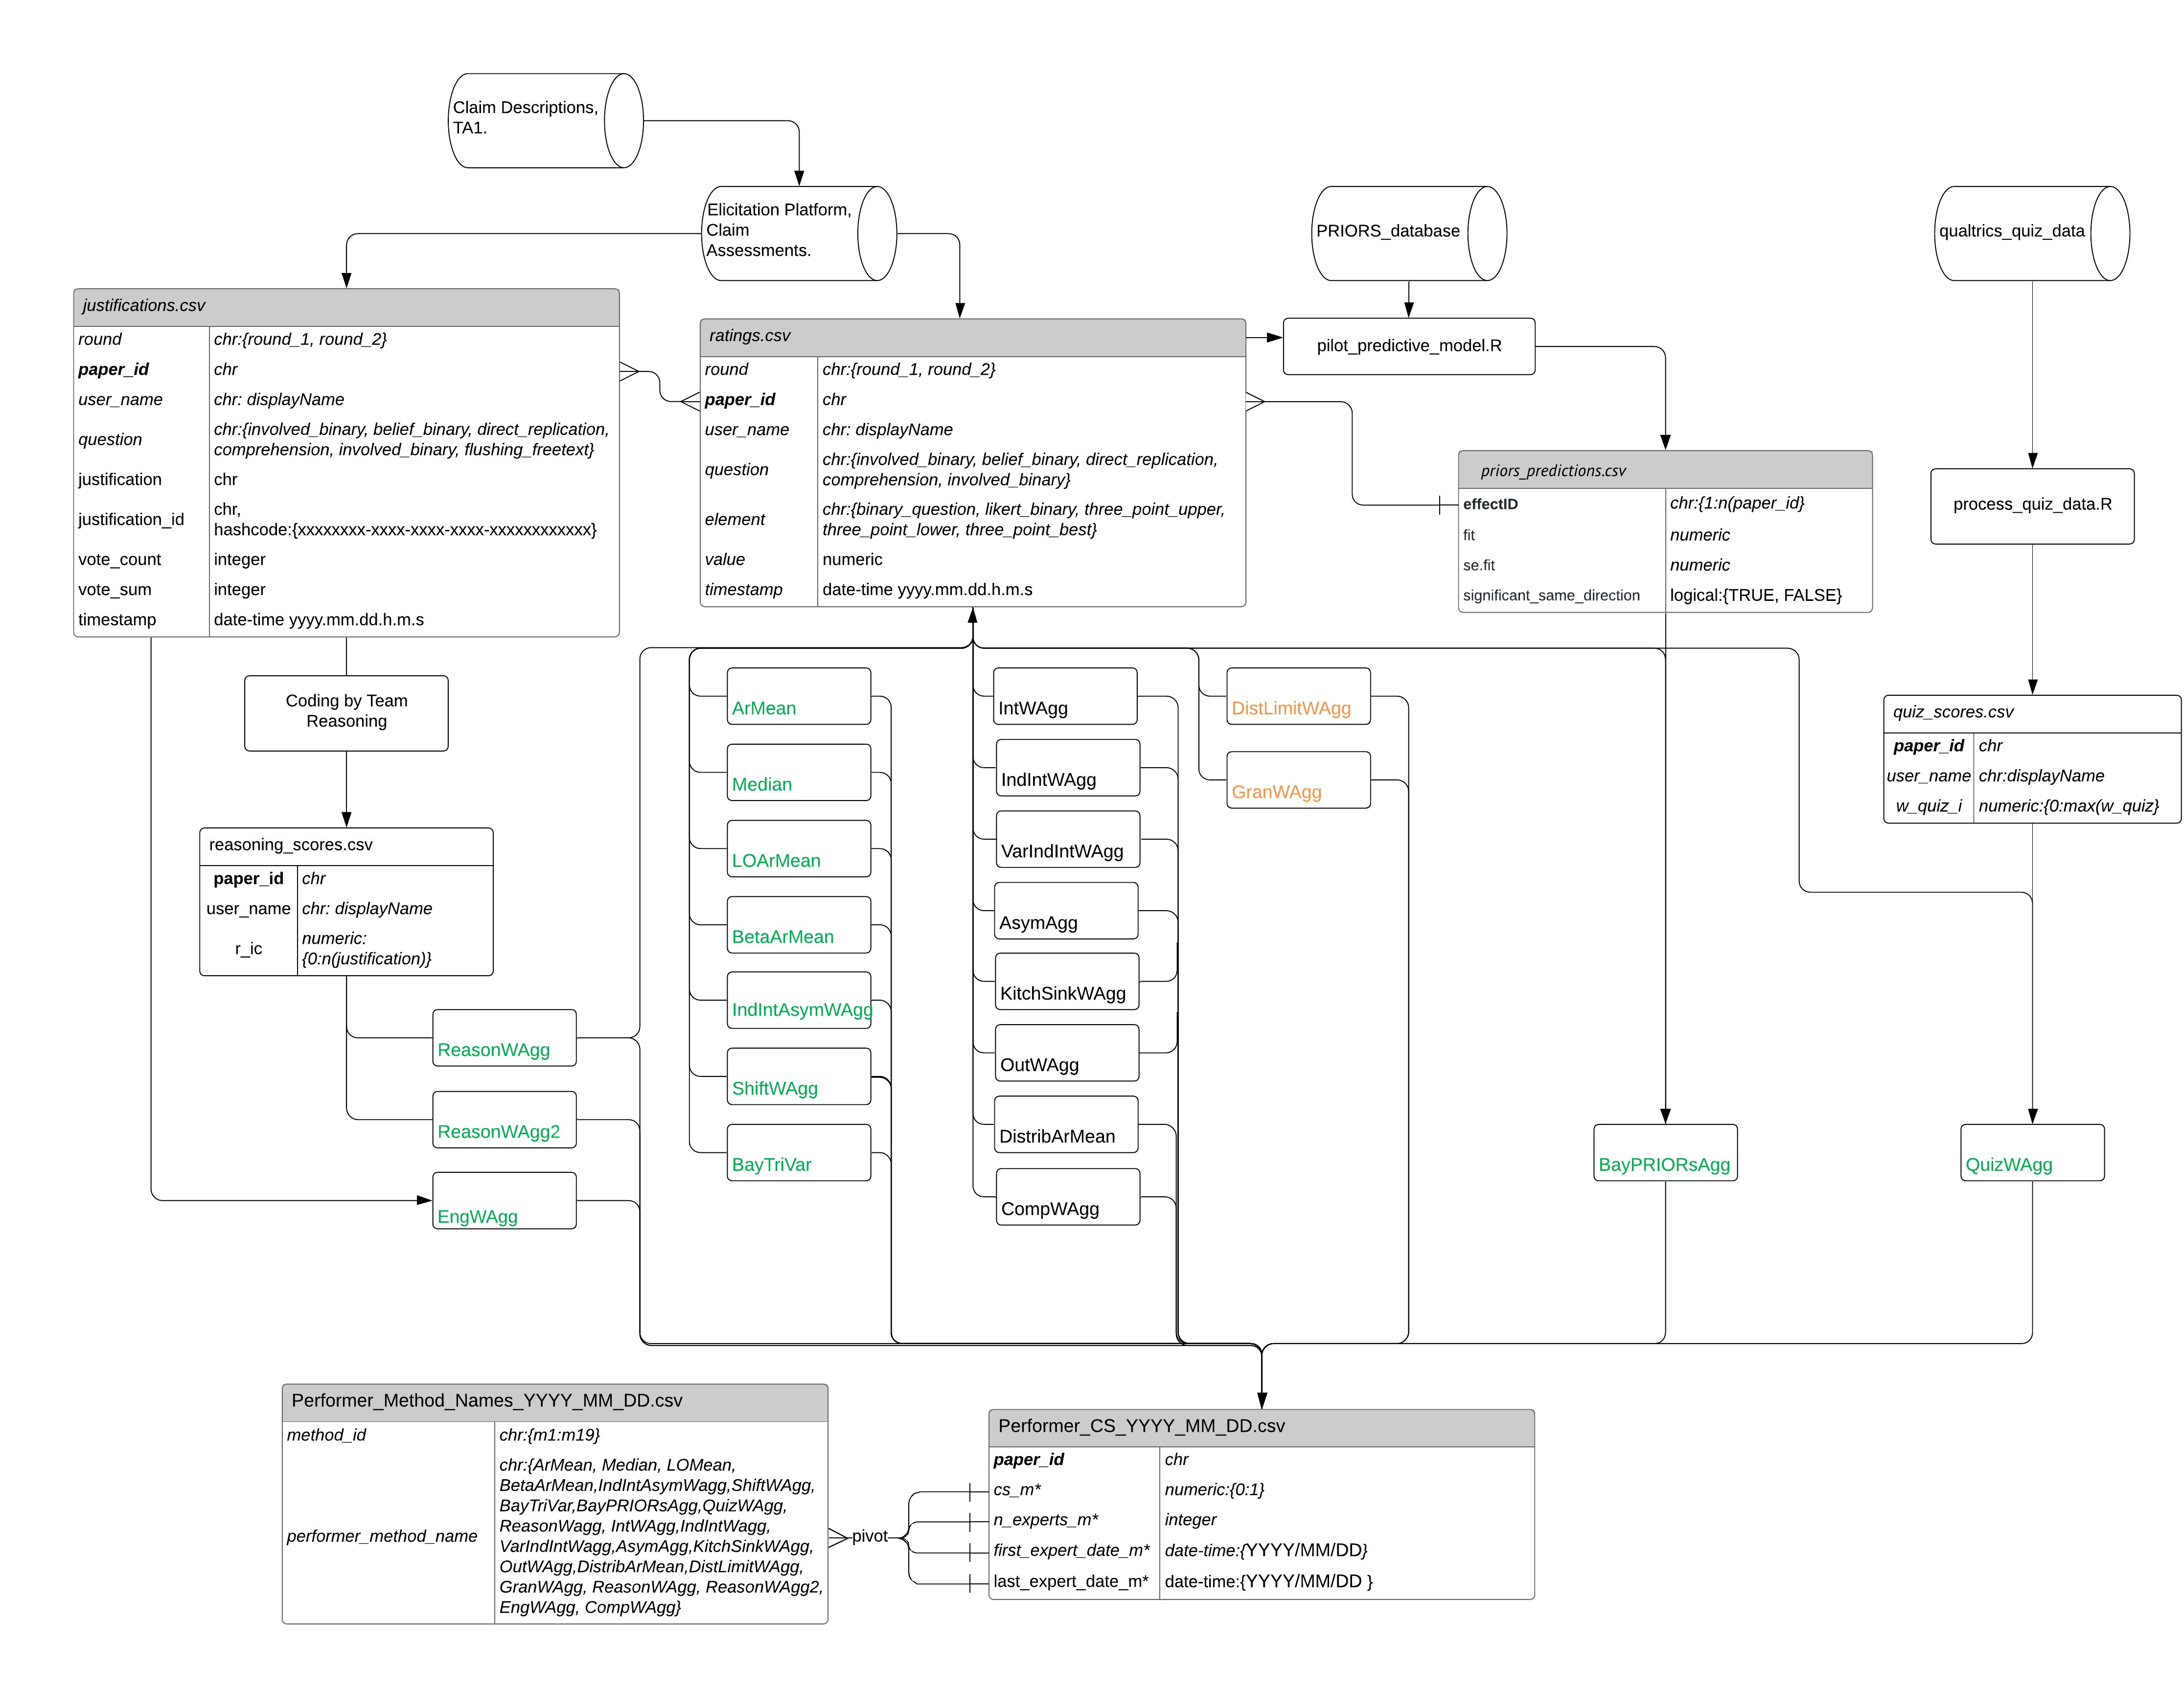 Claim Descriptions,
TA1.
Elicitation Platform,
Claim
Assessments.
PRIORS_database
qualtrics_quiz_data
justifications.csv
round chr:{round_1, round_2}
paper_id chr
user_name chr: displayName
question chr:{involved_binary, belief_binary, direct_replication,
comprehension, involved_binary, flushing_freetext}
justification chr
justification_id chr,
hashcode:{xxxxxxxx-xxxx-xxxx-xxxx-xxxxxxxxxxxx}
vote_count integer
vote_sum integer
timestamp date-time yyyy.mm.dd.h.m.s
ratings.csv
round chr:{round_1, round_2}
paper_id chr
user_name chr: displayName
question chr:{involved_binary, belief_binary, direct_replication,
comprehension, involved_binary}
element chr:{binary_question, likert_binary, three_point_upper,
three_point_lower, three_point_best}
value numeric
timestamp date-time yyyy.mm.dd.h.m.s
pilot_predictive_model.R
priors_predictions.csv
effectID chr:{1:n(paper_id}
fit numeric
se.fit numeric
significant_same_direction logical:{TRUE, FALSE}
process_quiz_data.R
quiz_scores.csv
paper_id chr
user_name chr:displayName
w_quiz_i numeric:{0:max(w_quiz}
Coding by Team
Reasoning
reasoning_scores.csv
paper_id chr
user_name chr: displayName
r_ic numeric:
{0:n(justification)}
ReasonWAgg
ReasonWAgg2
EngWAgg
ArMean
Median
LOArMean
BetaArMean
IndIntAsymWAgg
ShiftWAgg
BayTriVar
IntWAgg
IndIntWAgg
VarIndIntWAgg
AsymAgg
KitchSinkWAgg
OutWAgg
DistribArMean
CompWAgg
DistLimitWAgg
GranWAgg
BayPRIORsAgg
QuizWAgg
Performer_Method_Names_YYYY_MM_DD.csv
method_id chr:{m1:m19}
performer_method_name chr:{ArMean, Median, LOMean,
BetaArMean,IndIntAsymWagg,ShiftWAgg,
BayTriVar,BayPRIORsAgg,QuizWAgg,
ReasonWagg, IntWAgg,IndIntWagg,
VarIndIntWagg,AsymAgg,KitchSinkWAgg,
OutWAgg,DistribArMean,DistLimitWAgg,
GranWAgg, ReasonWAgg, ReasonWAgg2,
EngWAgg, CompWAgg}
pivot
Performer_CS_YYYY_MM_DD.csv
paper_id chr
cs_m* numeric:{0:1}
n_experts_m* integer
first_expert_date_m* date-time:{YYYY/MM/DD}
last_expert_date_m* date-time:{YYYY/MM/DD }